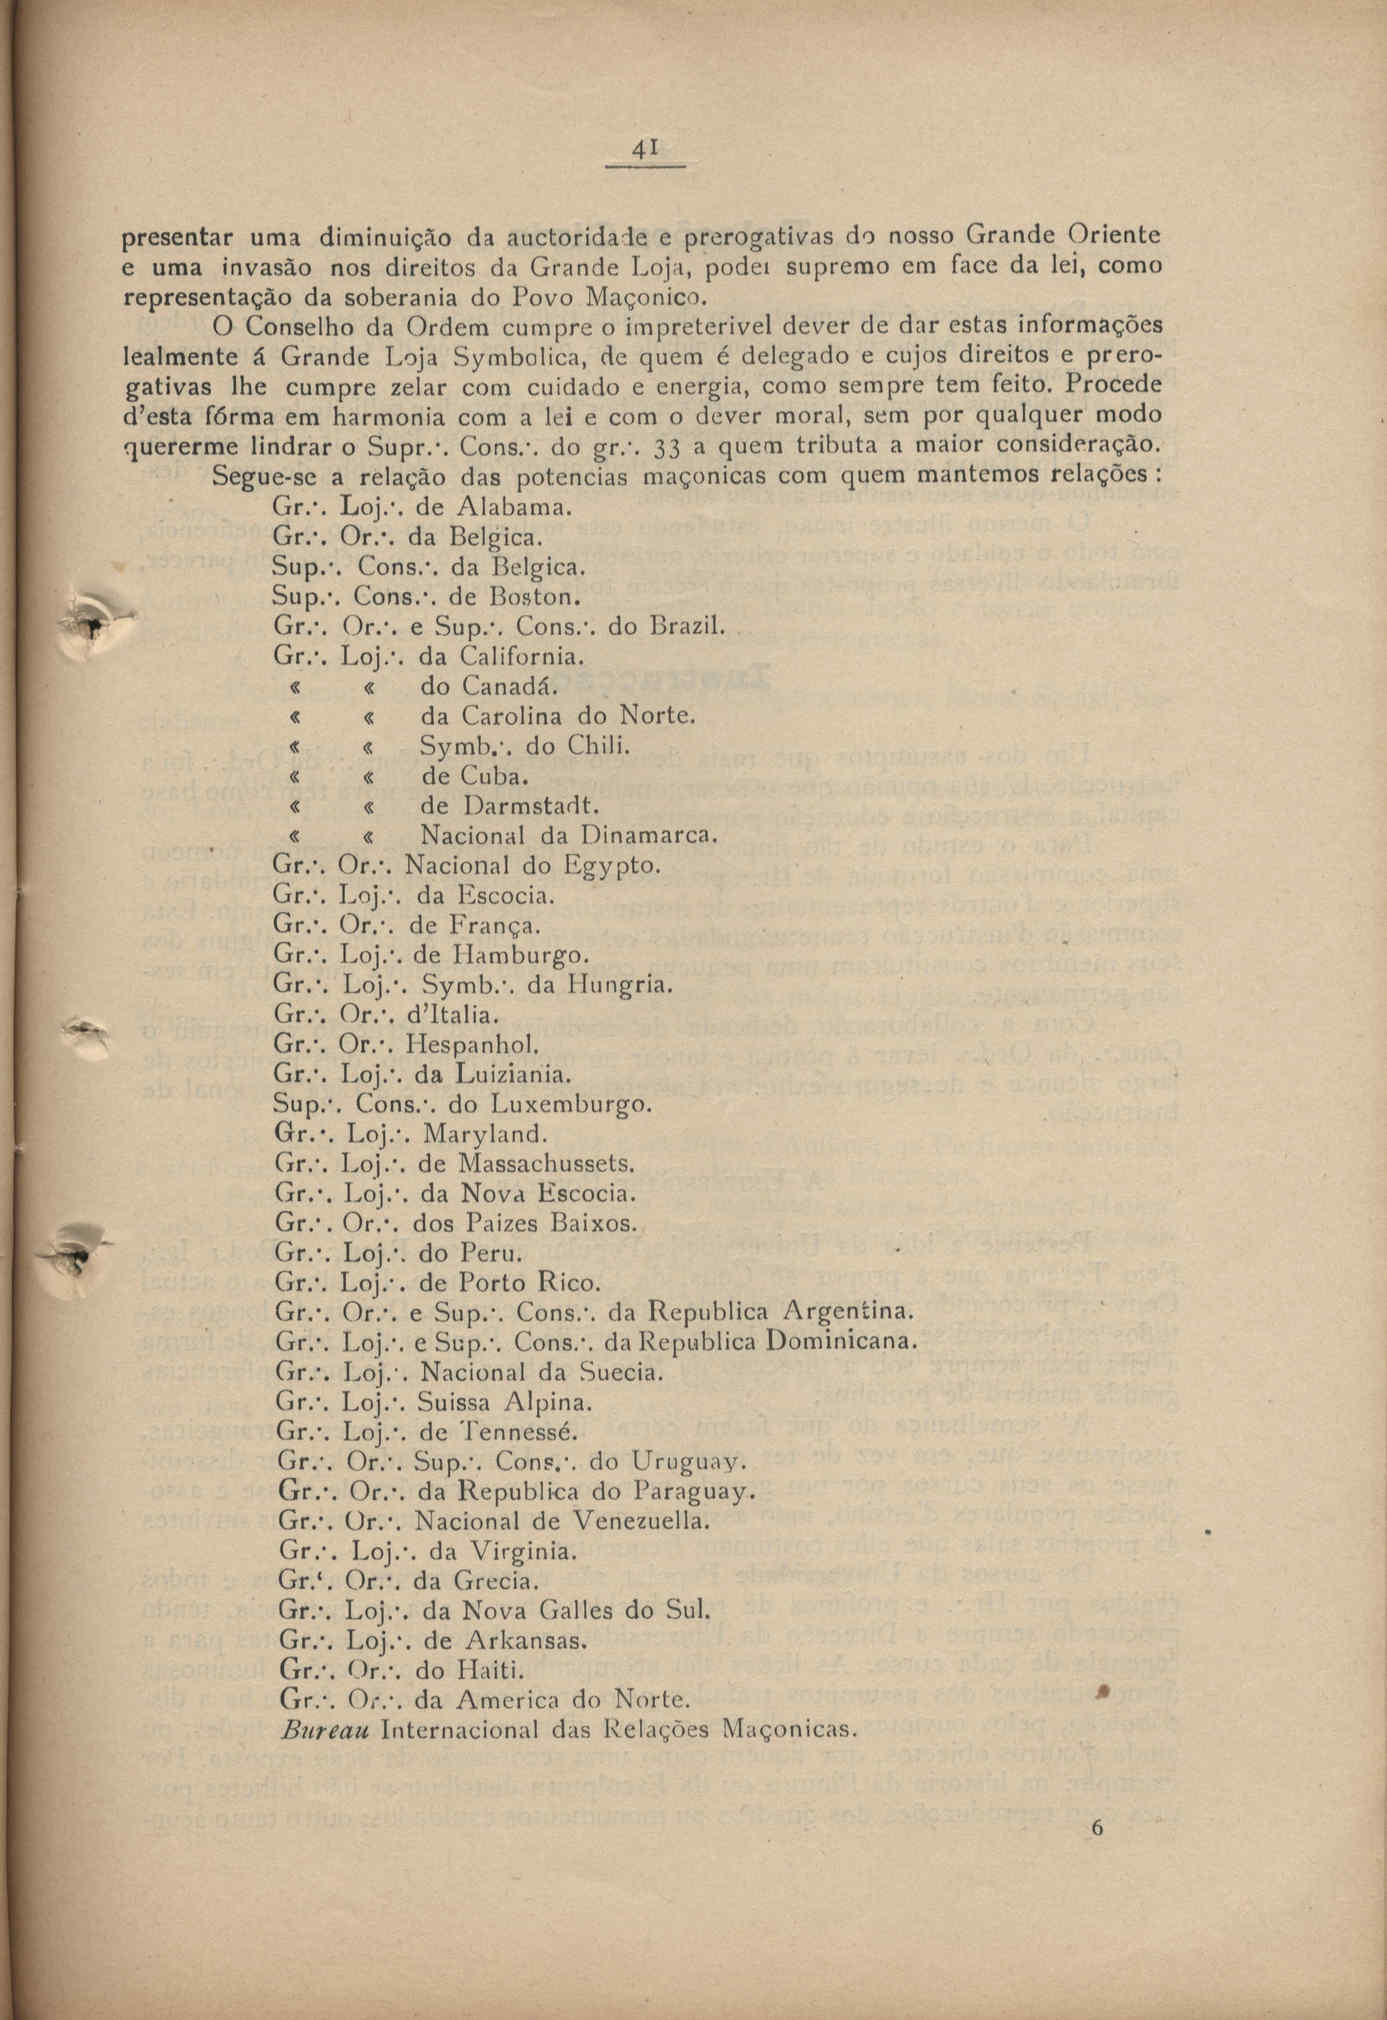 41
presentar uma diminuição da auctoridade e prerogativas do nosso Grande Oriente
e uma invasão nos direitos da Grande Loja, poder supremo em face da lei, como
representação da soberania do Povo Maçonico.
O Conselho da Ordem cumpre o impreterivel dever de dar estas informações
lealmente á Grande Loja Symbolica, de quem é delegado e cujos direitos e prero-
gativas lhe cumpre zelar com cuidado e energia, como sempre tem feito. Procede
d'esta fórma em harmonia com a lei e com o dever moral, sem por qualquer modo
quererme lindrar o Supr.·. Cons.·. do gr.·. 33 a quem tributa a maior consideração.
Segue-se a relação das potencias maçonicas com quem mantemos relações :
Gr.·. Loj.·. de Alabama.
Gr.·. Or.·. da Belgica.
Sup.·. Cons.·. da Belgica.
Sup.·. Cons.·. de Boston.
Gr.·. Or.·. e Sup.·. Cons.·. do Brazil.
Gr.·. Loj.·. da California.
« « do Canadá.
« « da Carolina do Norte.
« « Symb.·. do Chili.
« « de Cuba.
« « de Darmstadt.
« « Nacional da Dinamarca.
Gr.·. Or.·. Nacional do Egypto.
Gr.·. Loj.·. da Escocia.
Gr.·. Or.·. de França.
Gr.·. Loj.·. de Hamburgo.
Gr.·. Loj.·. Symb.·. da Hungria.
Gr.·. Or.·. d'Italia.
Gr.·. Or.·. Hespanhol.
Gr.·. Loj.·. da Luiziania.
Sup.·. Cons.·. do Luxemburgo.
Gr.·. Loj.·. Maryland.
Gr.·. Loj.·. de Massachussets.
Gr.·. Loj.·. da Nova Escocia.
Gr.·. Or.·. dos Paizes Baixos.
Gr.·. Loj.·. do Peru.
Gr.·. Loj.·. de Porto Rico.
Gr.·. Or.·. e Sup.·. Cons.·. da Republica Argentina.
Gr.·. Loj.·. e Sup.·. Cons.·. da Republica Dominicana.
Gr.·. Loj.·. Nacional da Suecia.
Gr.·. Loj.·. Suissa Alpina.
Gr.·. Loj.·. de Tennessé.
Gr.·. Or.·. Sup.·. Cons.·. do Uruguay.
Gr.·. Or.·. da Republica do Paraguay.
Gr.·. Or.·. Nacional de Venezuella.
Gr.·. Loj.·. da Virginia.
Gr.'. Or.·. da Grecia.
Gr.·. Loj.·. da Nova Galles do Sul.
Gr.·. Loj.·. de Arkansas.
Gr.·. Or.·. do Haiti.
Gr.·. Or.·. da America do Norte.
Bureau Internacional das Relações Maçonicas.
6